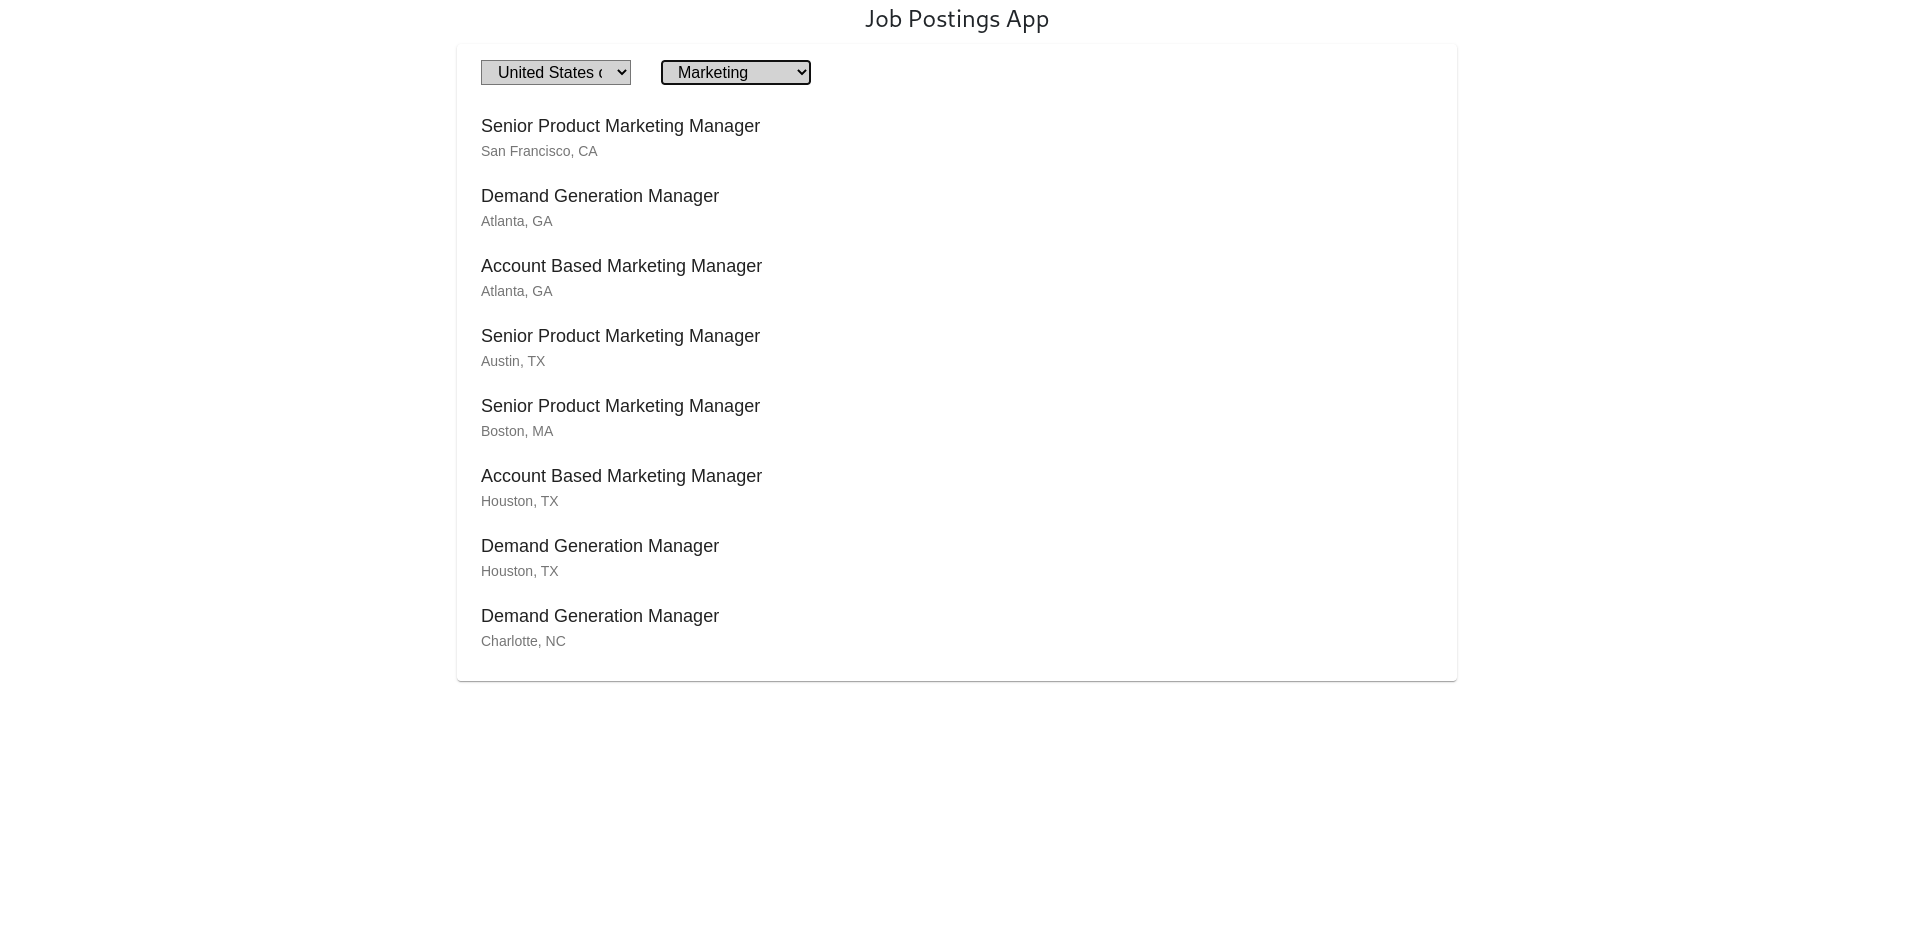 Job Postings App
United States
Marketing
Senior Product Marketing Manager
San Francisco, CA
Demand Generation Manager
Atlanta, GA
Account Based Marketing Manager
Atlanta, GA
Senior Product Marketing Manager
Austin, TX
Senior Product Marketing Manager
Boston, MA
Account Based Marketing Manager
Houston, TX
Demand Generation Manager
Houston, TX
Demand Generation Manager
Charlotte, NC